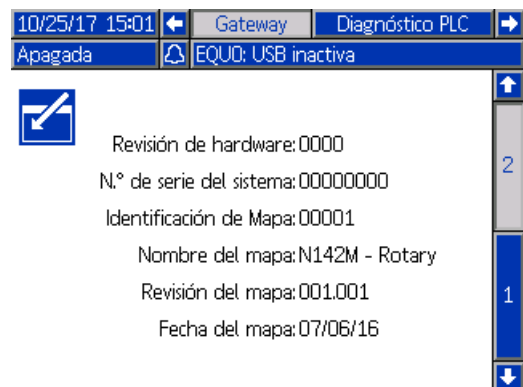 10/25/17 15:01 Gateway Diagnóstico PLC
Apagada EQU0: USB inactiva
Revisión de hardware: 0000
2
N.º de serie del sistema: 00000000
Identificación de Mapa: 00001
Nombre del mapa: N142M - Rotary
Revisión del mapa: 001.001
1
Fecha del mapa: 07/06/16